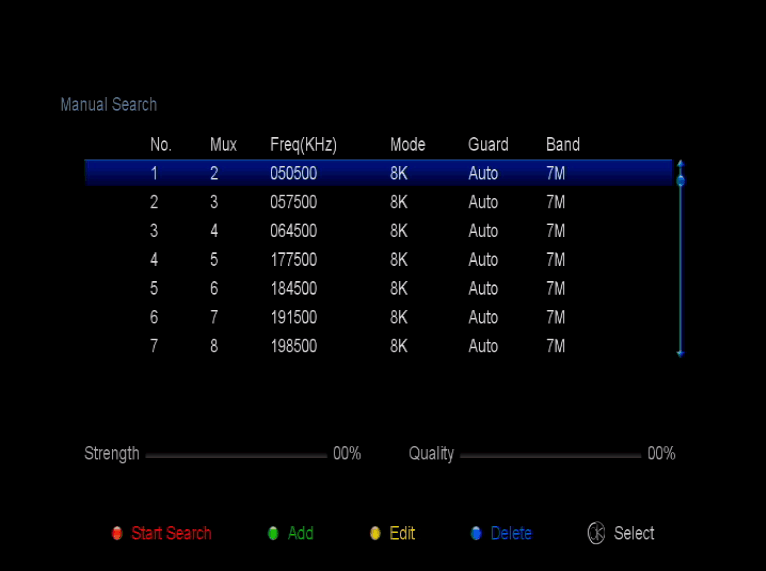 Manual Search
No. Mux Freq(KHz) Mode Guard Band
1 2 050500 8K Auto 7M
2 3 057500 8K Auto 7M
3 4 064500 8K Auto 7M
4 5 177500 8K Auto 7M
5 6 184500 8K Auto 7M
6 7 191500 8K Auto 7M
7 8 198500 8K Auto 7M
Strength 00% Quality 00%
Start Search Add Edit Delete OK Select